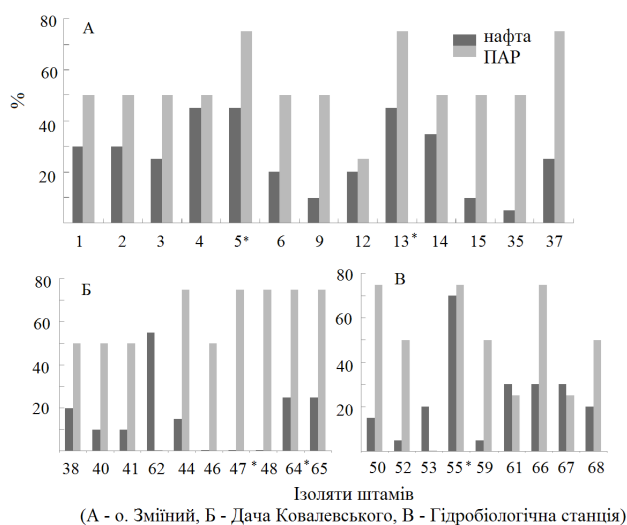 А
нафта
ПАР
80
60
40
20
%
1 2 3 4 5* 6 9 12 13* 14 15 35 37
Б
80
60
40
20
38 40 41 62 44 46 47 * 48 64 * 65
В
80
60
40
20
50 52 53 55 * 59 61 66 67 68
Ізоляти штамів
(А - о. Зміїний, Б - Дача Ковалевського, В - Гідробіологічна станція)